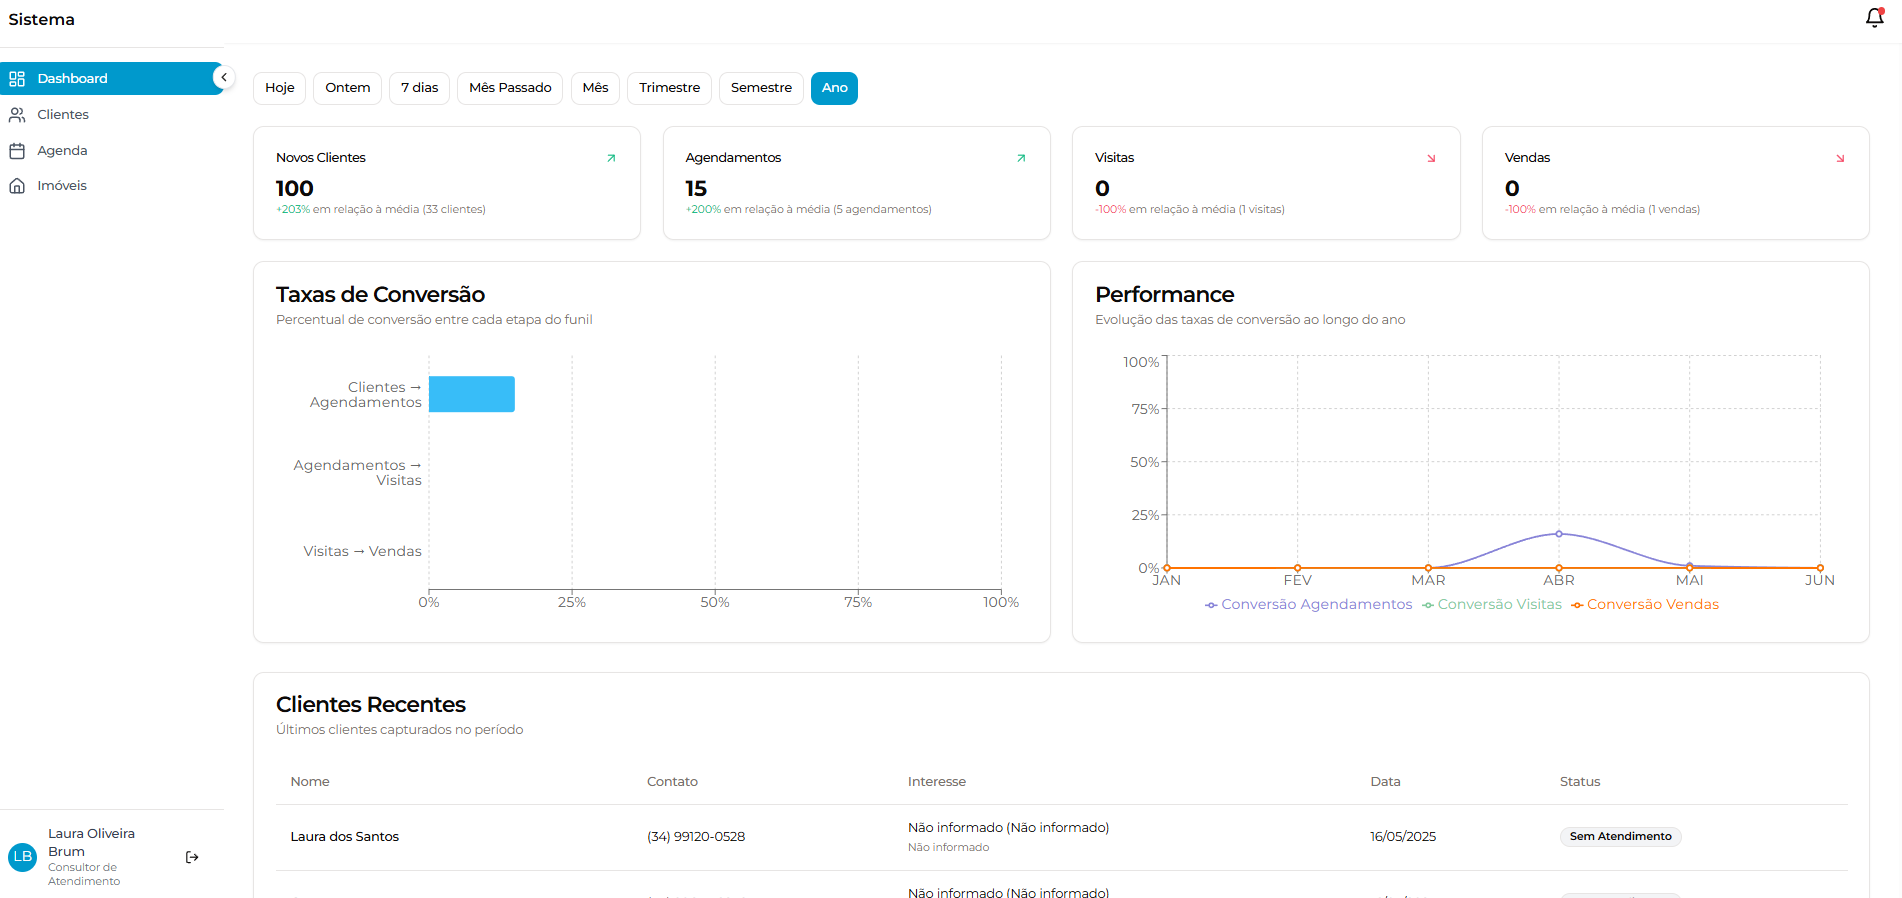 Sistema
Dashboard
Clientes
Agenda
Imóveis
Hoje
Ontem
7 dias
Mês Passado
Mês
Trimestre
Semestre
Ano
Novos Clientes
100
+203% em relação à média (33 clientes)
Agendamentos
15
+200% em relação à média (5 agendamentos)
Visitas
0
-100% em relação à média (1 visitas)
Vendas
0
-100% em relação à média (1 vendas)
Taxas de Conversão
Percentual de conversão entre cada etapa do funil
Clientes →
Agendamentos
Agendamentos →
Visitas
Visitas → Vendas
0% 25% 50% 75% 100%
Performance
Evolução das taxas de conversão ao longo do ano
100%
75%
50%
25%
0%
JAN FEV MAR ABR MAI JUN
Conversão Agendamentos Conversão Visitas Conversão Vendas
Clientes Recentes
Últimos clientes capturados no período
Nome Contato Interesse Data Status
Laura dos Santos (34) 99120-0528 Não informado (Não informado) 16/05/2025 Sem Atendimento
Não informado
Não informado (Não informado)
LB
Laura Oliveira
Brum
Consultor de
Atendimento